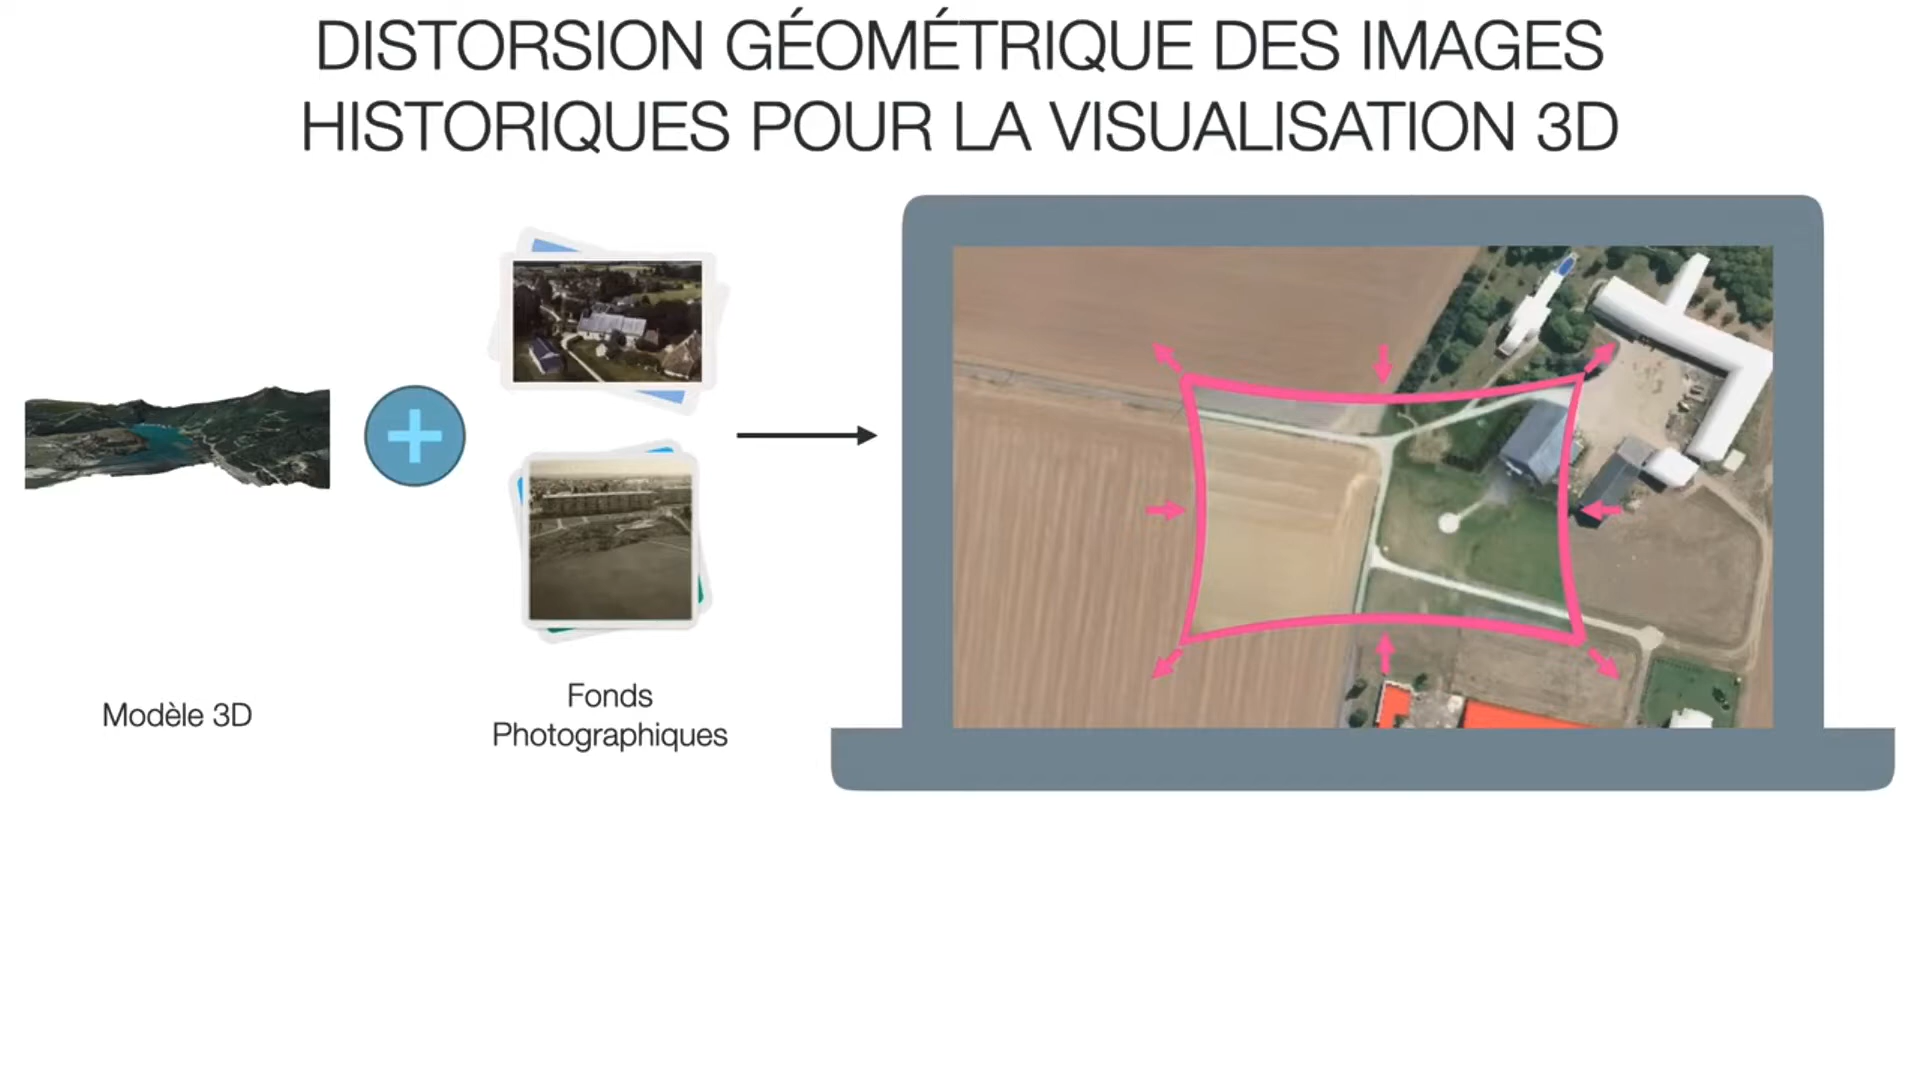 DISTORSION GÉOMÉTRIQUE DES IMAGES
HISTORIQUES POUR LA VISUALISATION 3D
Modèle 3D
Fonds
Photographiques